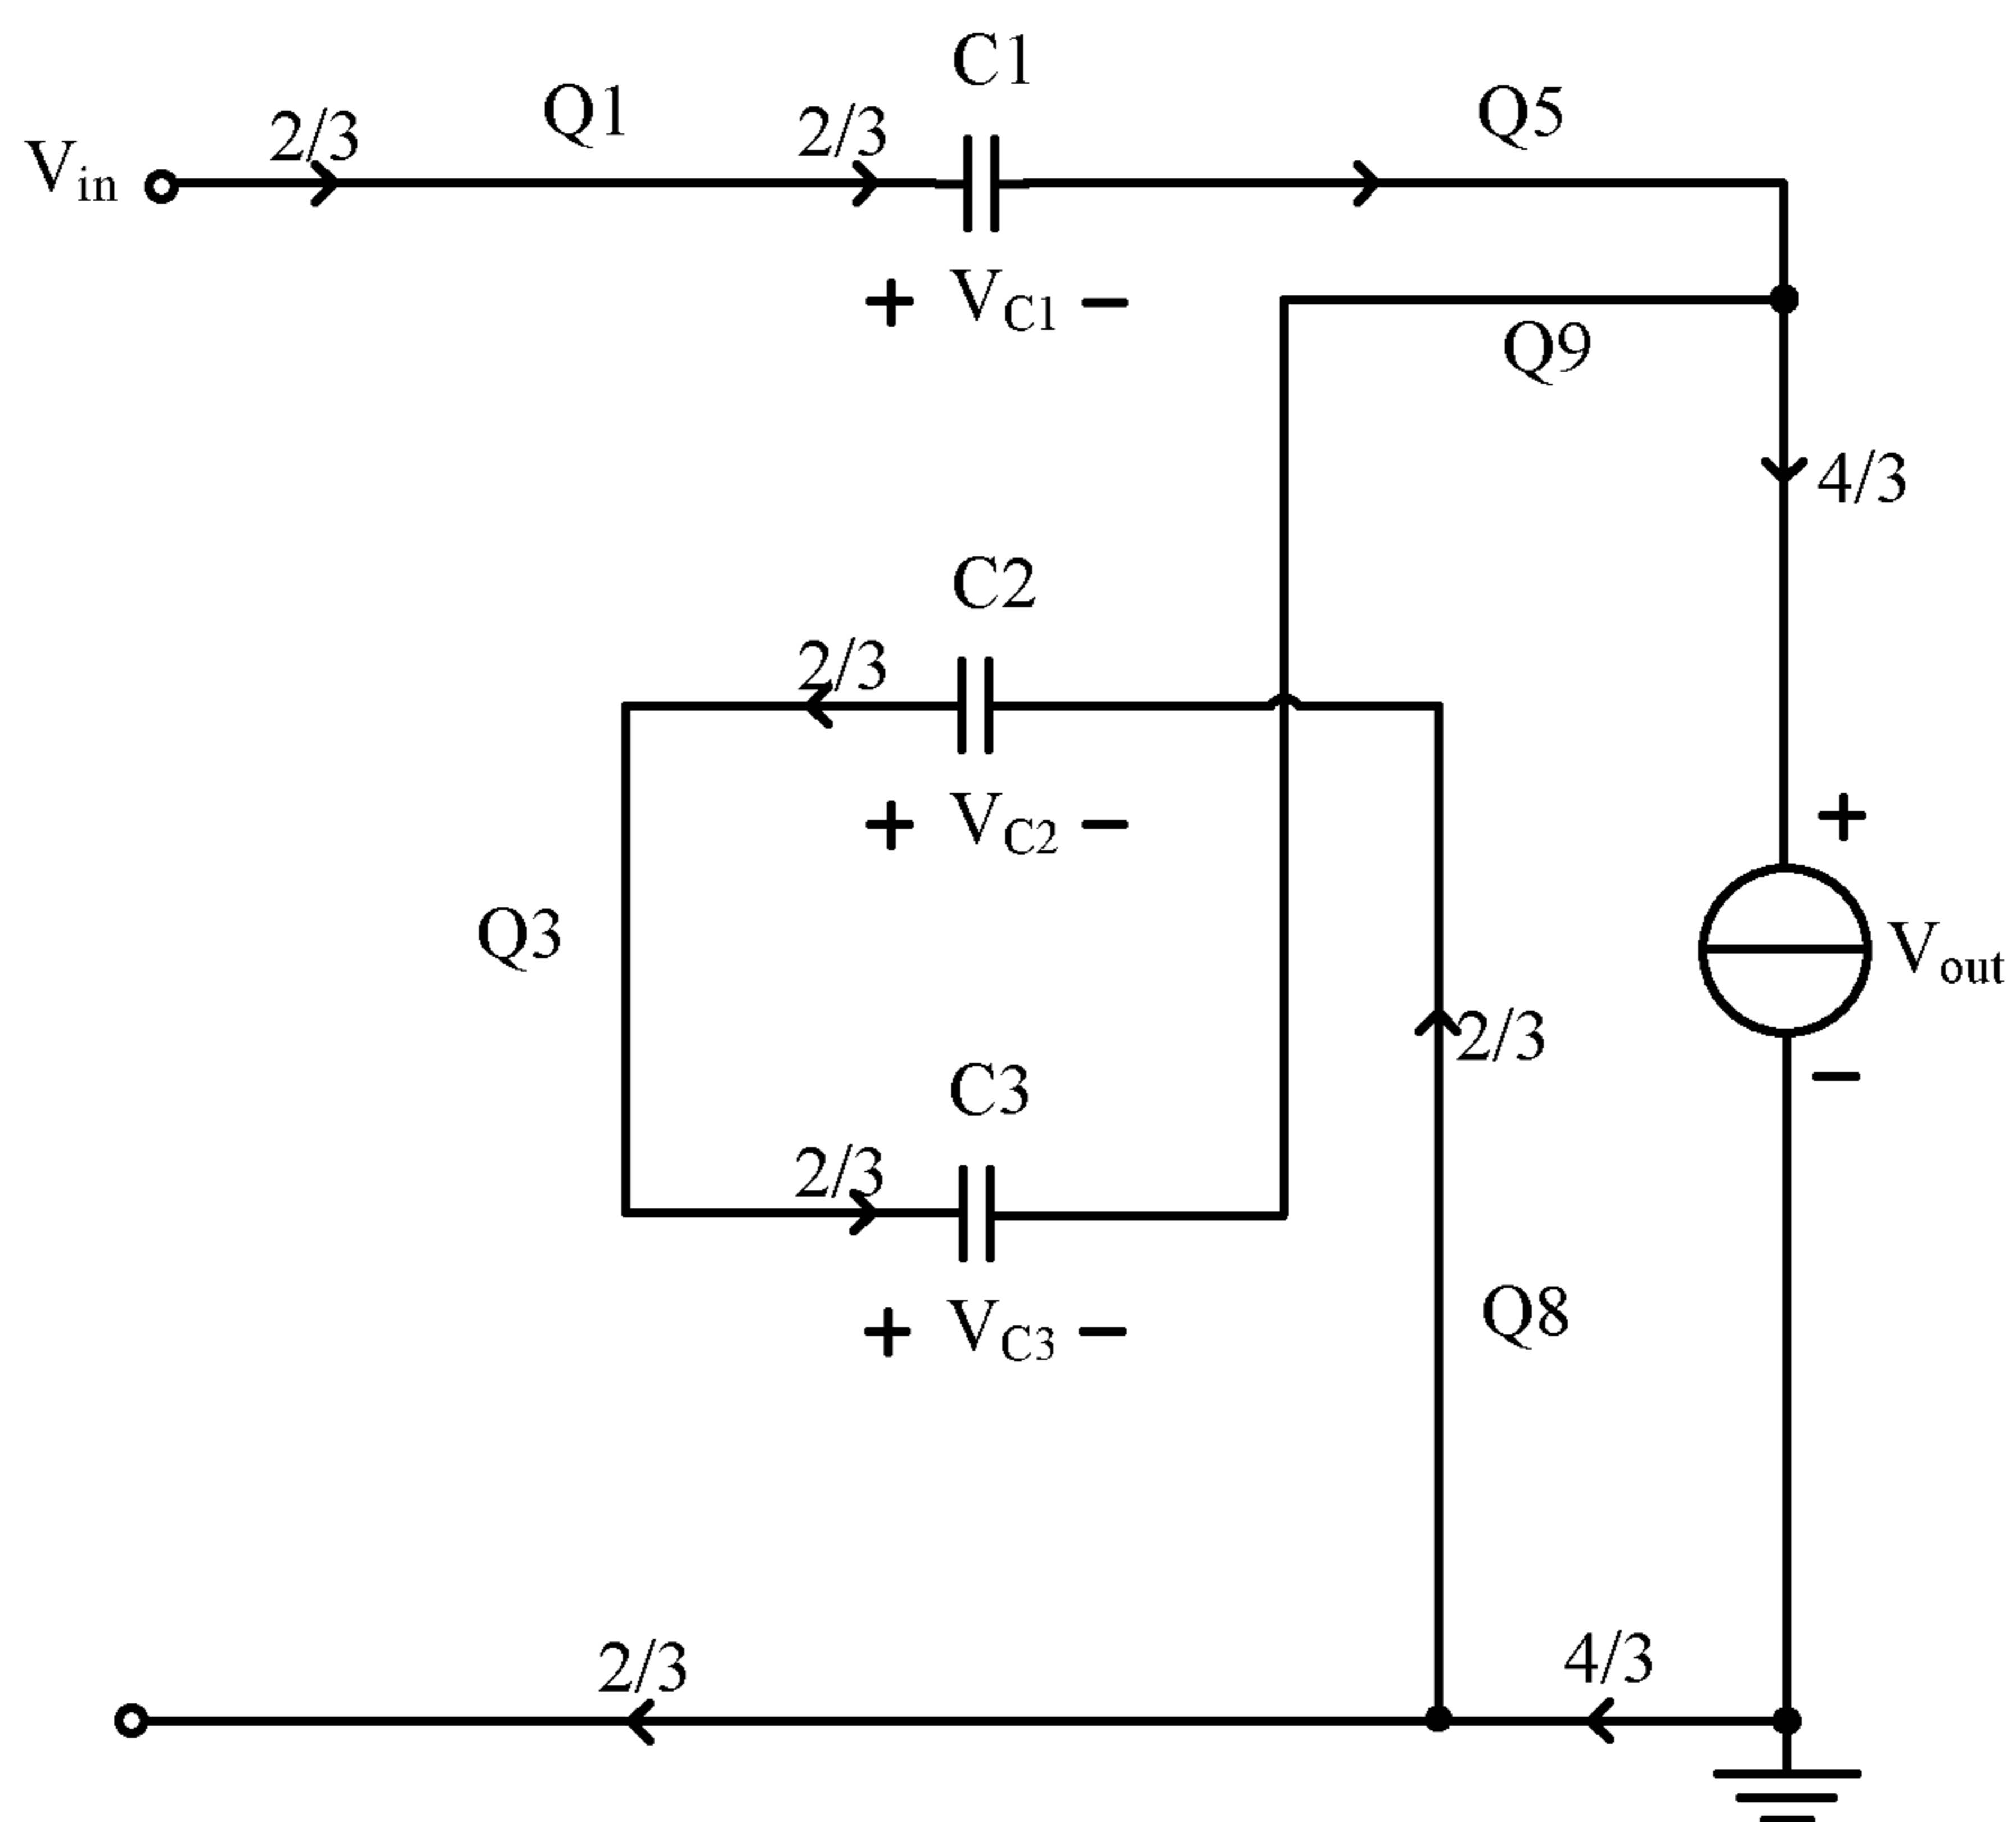 C1
2/3 Q1 2/3 Q5
Vin
+ VC1 −
Q9
4/3
C2
2/3
+ VC2 −
+
Q3
Vout
2/3
−
C3
2/3
Q8
+ VC3 −
2/3
4/3